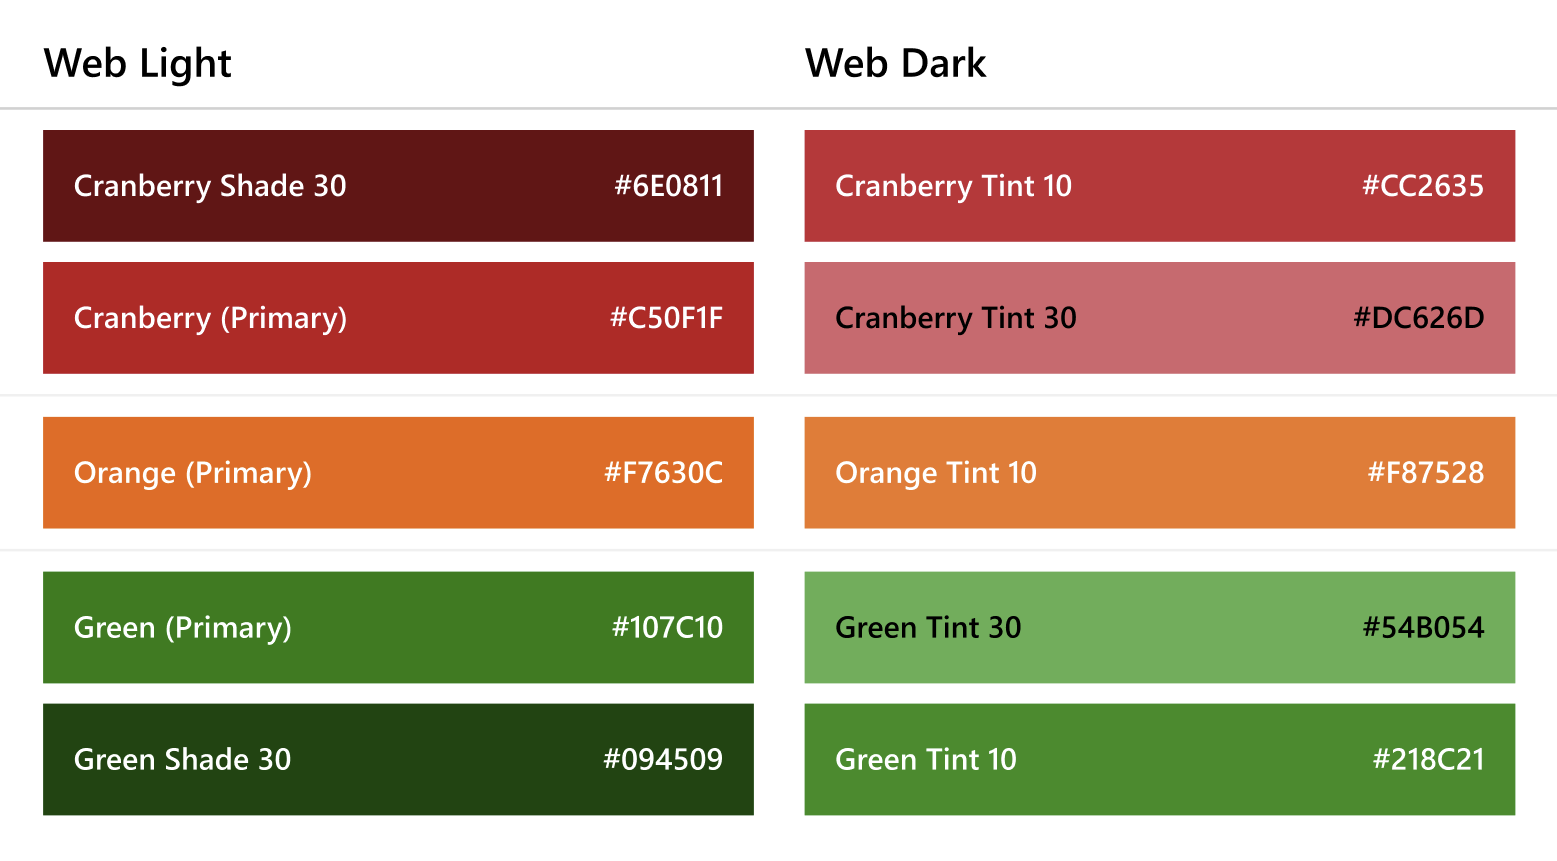 Web Light
Web Dark
Cranberry Shade 30 #6E0811
Cranberry Tint 10 #CC2635
Cranberry (Primary) #C50F1F
Cranberry Tint 30 #DC626D
Orange (Primary) #F7630C
Orange Tint 10 #F87528
Green (Primary) #107C10
Green Tint 30 #54B054
Green Shade 30 #094509
Green Tint 10 #218C21